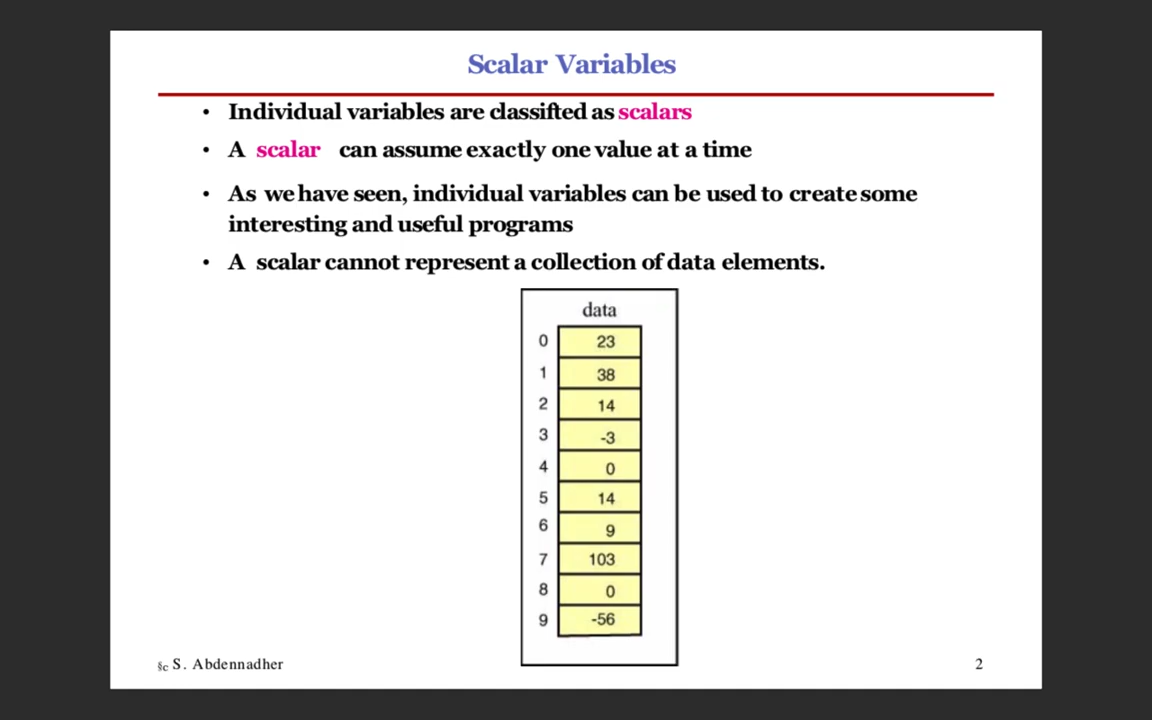 Scalar Variables
• Individual variables are classifted as scalars
• A scalar can assume exactly one value at a time
• As we have seen, individual variables can be used to create some
interesting and useful programs
• A scalar cannot represent a collection of data elements.
data
0 23
1 38
2 14
3 -3
4 0
5 14
6 9
7 103
8 0
9 -56
§c S. Abdennadher 2